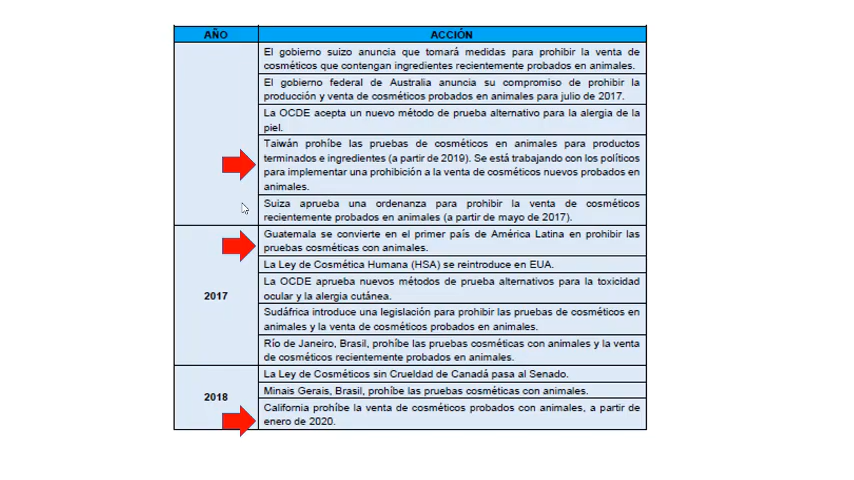 AÑO ACCIÓN
El gobierno suizo anuncia que tomará medidas para prohibir la venta de
cosméticos que contengan ingredientes recientemente probados en animales.
El gobierno federal de Australia anuncia su compromiso de prohibir la
producción y venta de cosméticos probados en animales para julio de 2017.
La OCDE acepta un nuevo método de prueba alternativo para la alergia de la
piel.
Taiwán prohíbe las pruebas de cosméticos en animales para productos
terminados e ingredientes (a partir de 2019). Se está trabajando con los políticos
para implementar una prohibición a la venta de cosméticos nuevos probados en
animales.
Suiza aprueba una ordenanza para prohibir la venta de cosméticos
recientemente probados en animales (a partir de mayo de 2017).
2017
Guatemala se convierte en el primer país de América Latina en prohibir las
pruebas cosméticas con animales.
La Ley de Cosmética Humana (HSA) se reintroduce en EUA.
La OCDE aprueba nuevos métodos de prueba alternativos para la toxicidad
ocular y la alergia cutánea.
Sudáfrica introduce una legislación para prohibir las pruebas de cosméticos en
animales y la venta de cosméticos probados en animales.
Río de Janeiro, Brasil, prohíbe las pruebas cosméticas con animales y la venta
de cosméticos recientemente probados en animales.
2018
La Ley de Cosméticos sin Crueldad de Canadá pasa al Senado.
Minais Gerais, Brasil, prohíbe las pruebas cosméticas con animales.
California prohíbe la venta de cosméticos probados con animales, a partir de
enero de 2020.